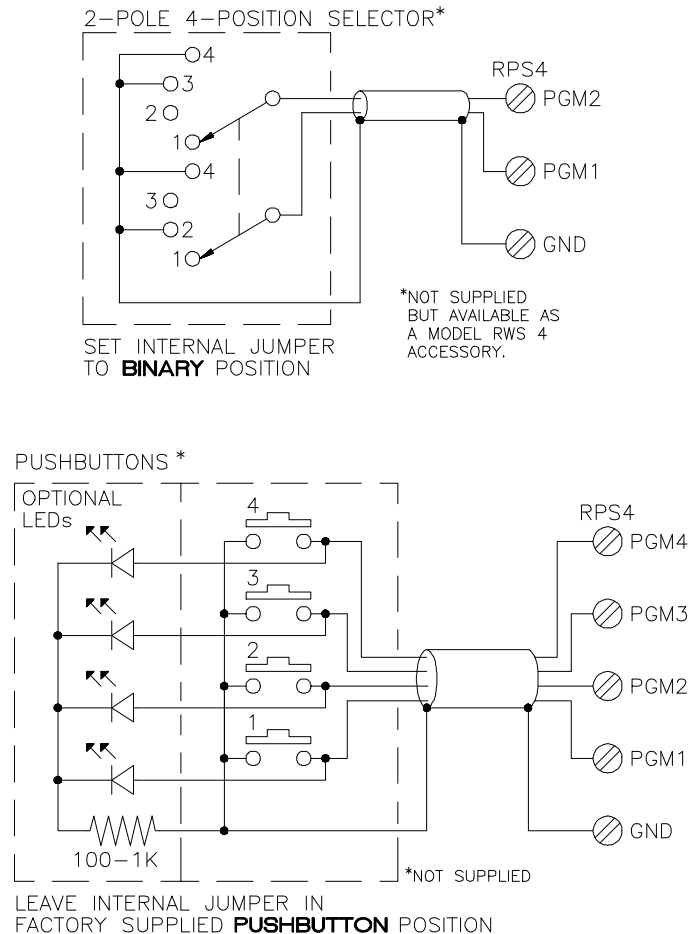 2-POLE 4-POSITION SELECTOR*
4
3
2
1
4
3
2
1
RPS4
PGM2
PGM1
GND
*NOT SUPPLIED
BUT AVAILABLE AS
A MODEL RWS 4
ACCESSORY.
SET INTERNAL JUMPER
TO BINARY POSITION
PUSHBUTTONS *
OPTIONAL
LEDs
4
3
2
1
100-1K
RPS4
PGM4
PGM3
PGM2
PGM1
GND
*NOT SUPPLIED
LEAVE INTERNAL JUMPER IN
FACTORY SUPPLIED PUSHBUTTON POSITION